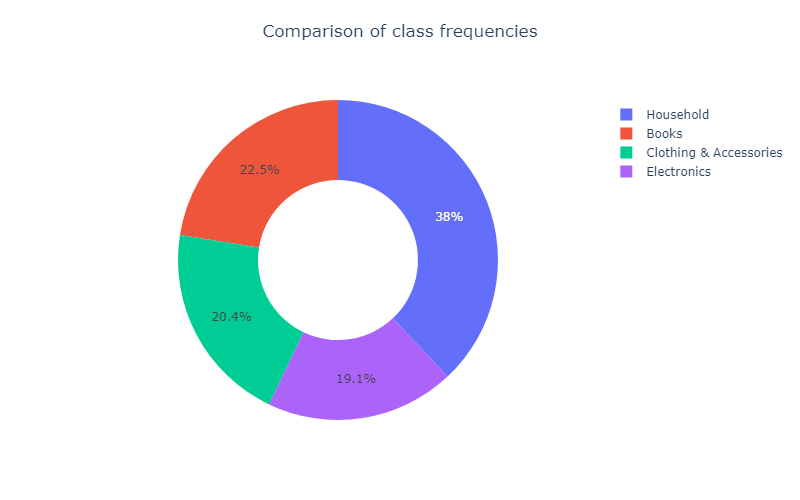 Comparison of class frequencies
Household
Books
Clothing & Accessories
Electronics
22.5%
38%
20.4%
19.1%